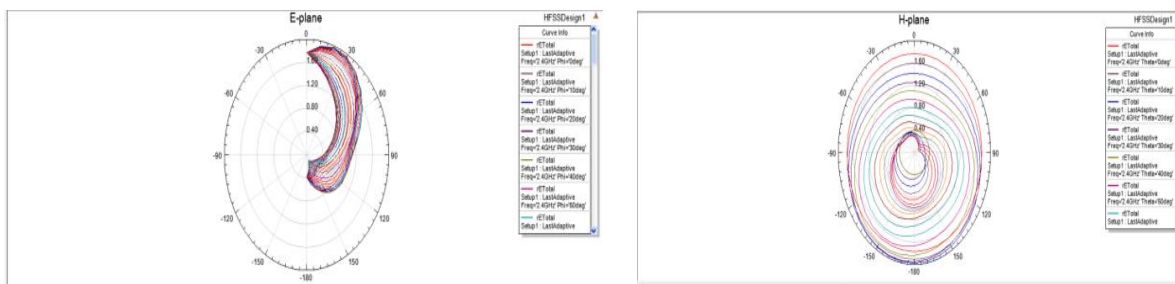 E-plane
HFSSDesign1
Curve Info
rETotal
Setup1 : LastAdaptive
Freq='2.4GHz' Phi='0deg'
rETotal
Setup1 : LastAdaptive
Freq='2.4GHz' Phi='10deg'
rETotal
Setup1 : LastAdaptive
Freq='2.4GHz' Phi='20deg'
rETotal
Setup1 : LastAdaptive
Freq='2.4GHz' Phi='30deg'
rETotal
Setup1 : LastAdaptive
Freq='2.4GHz' Phi='40deg'
rETotal
Setup1 : LastAdaptive
Freq='2.4GHz' Phi='50deg'
rETotal
Setup1 : LastAdaptive
0
30
60
90
120
150
-180
-150
-120
-90
-60
-30
1.60
1.20
0.80
0.40
H-plane
HFSSDesign1
Curve Info
rETotal
Setup1 : LastAdaptive
Freq='2.4GHz' Theta='0deg'
rETotal
Setup1 : LastAdaptive
Freq='2.4GHz' Theta='10deg'
rETotal
Setup1 : LastAdaptive
Freq='2.4GHz' Theta='20deg'
rETotal
Setup1 : LastAdaptive
Freq='2.4GHz' Theta='30deg'
rETotal
Setup1 : LastAdaptive
Freq='2.4GHz' Theta='40deg'
rETotal
Setup1 : LastAdaptive
Freq='2.4GHz' Theta='50deg'
rETotal
Setup1 : LastAdaptive
0
30
60
90
120
150
-180
-150
-120
-90
-60
-30
1.60
1.20
0.80
0.40